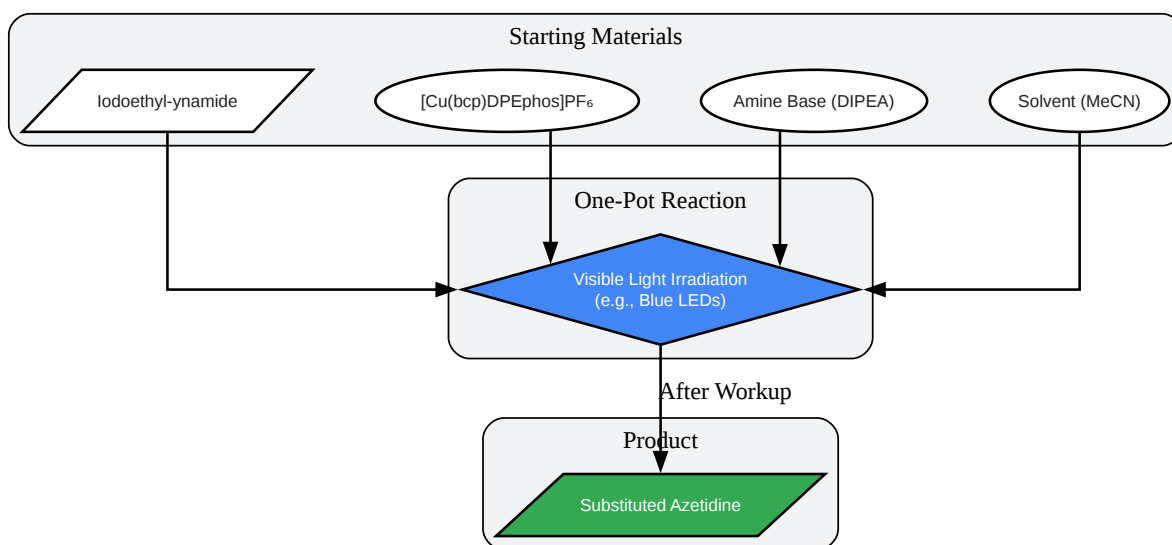 Starting Materials
Iodoethyl-ynamide
[Cu(bcp)DPEphos]PF₆
Amine Base (DIPEA)
Solvent (MeCN)
One-Pot Reaction
Visible Light Irradiation
(e.g., Blue LEDs)
After Workup
Product
Substituted Azetidine